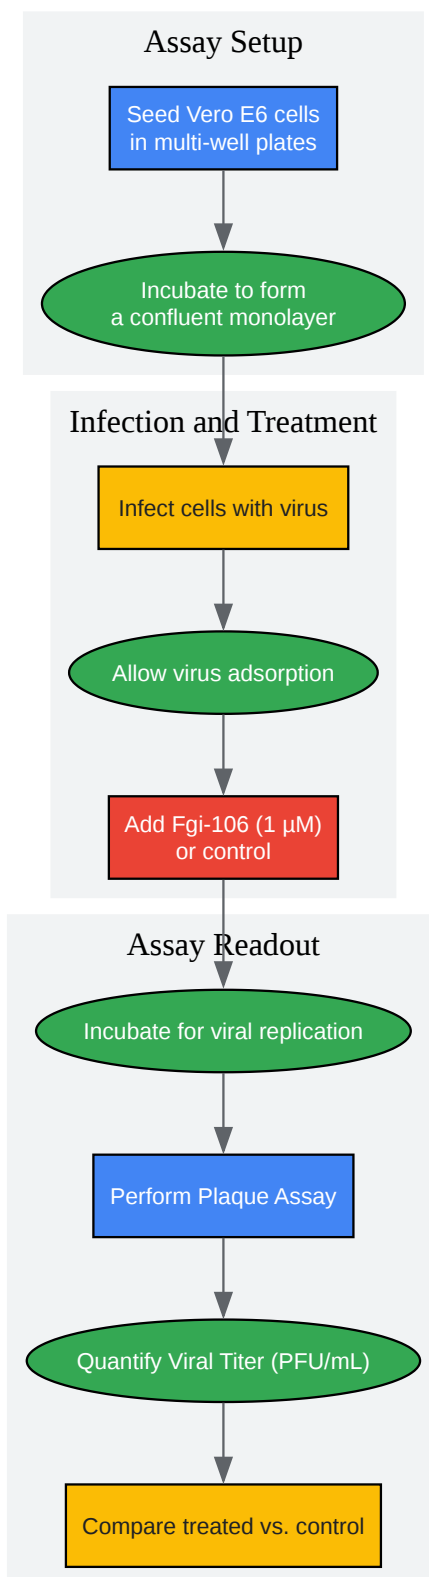 Assay Setup
Seed Vero E6 cells
in multi-well plates
Incubate to form
a confluent monolayer
Infection and Treatment
Infect cells with virus
Allow virus adsorption
Add Fgi-106 (1 µM)
or control
Assay Readout
Incubate for viral replication
Perform Plaque Assay
Quantify Viral Titer (PFU/mL)
Compare treated vs. control